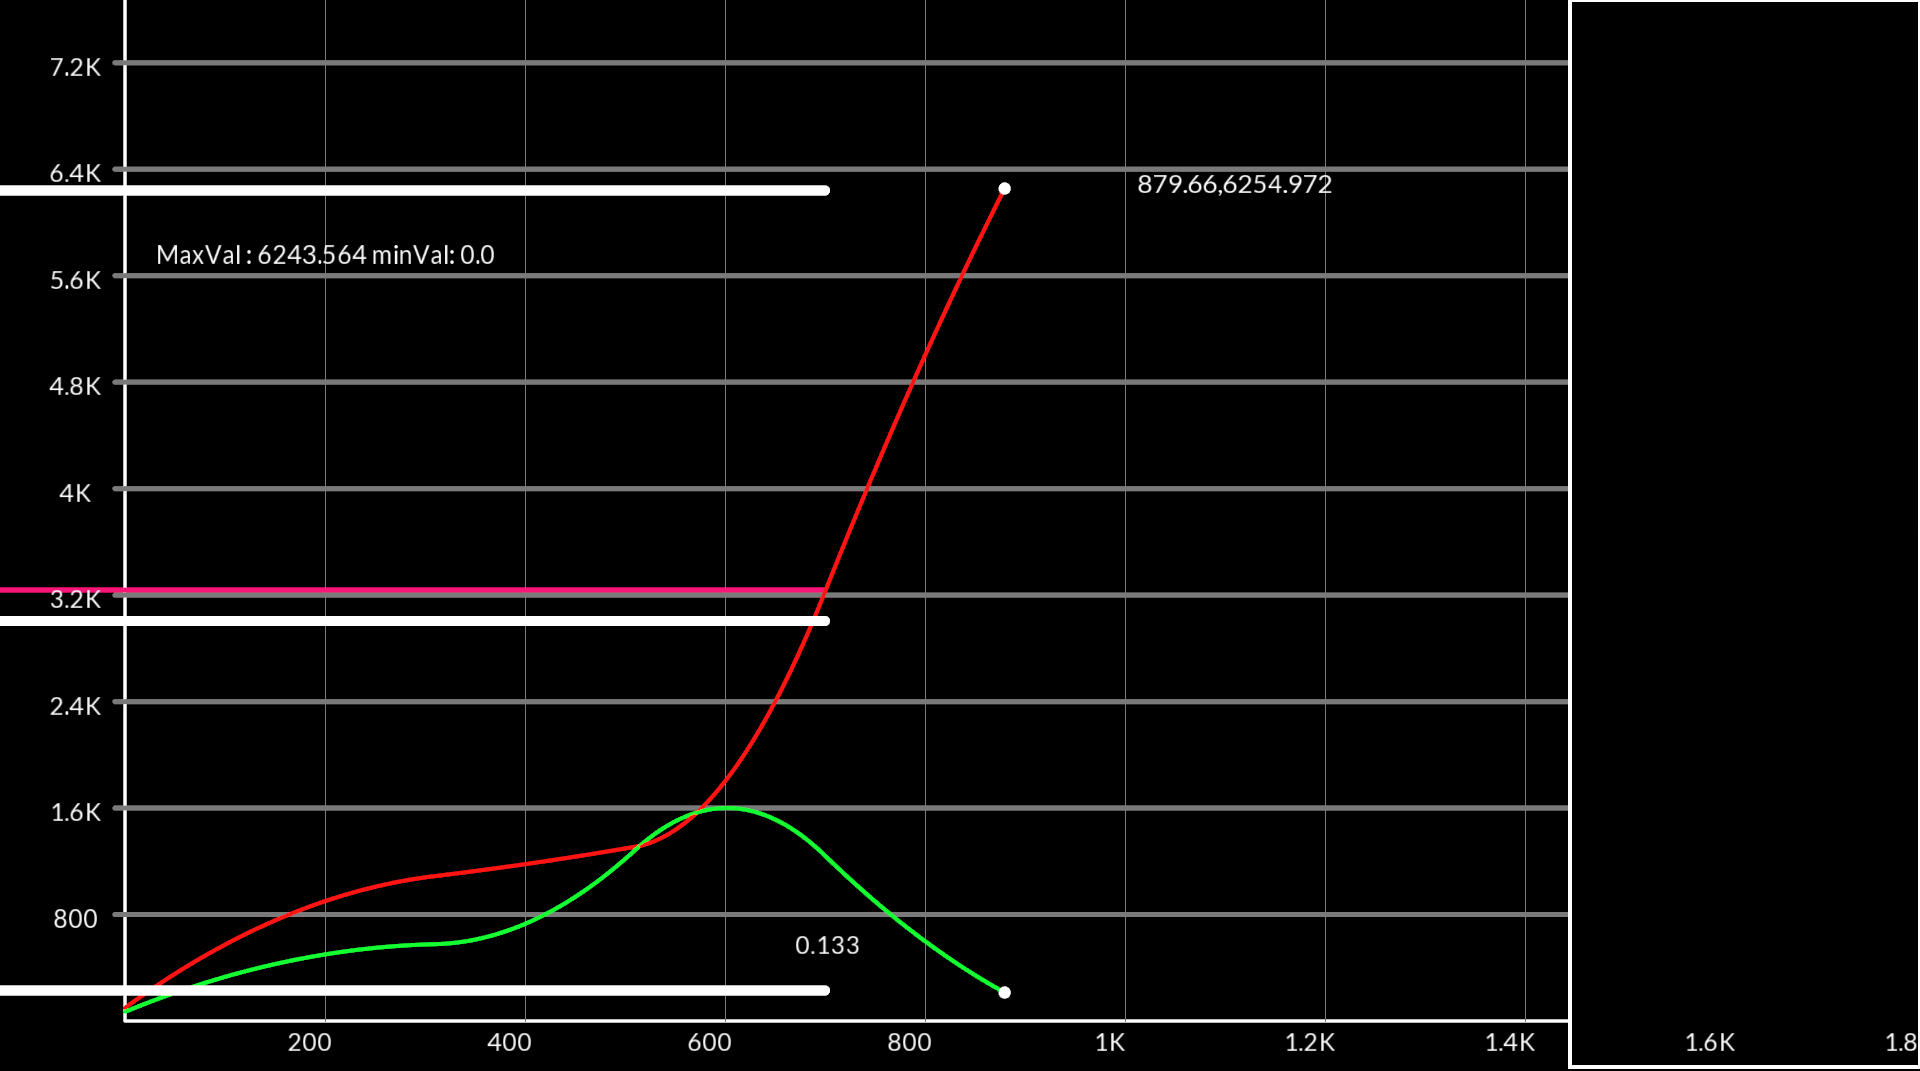 7.2K
6.4K
879.66,6254.972
MaxVal : 6243.564 minVal: 0.0
5.6K
4.8K
4K
3.2K
2.4K
1.6K
800
0.133
200 400 600 800 1K 1.2K 1.4K 1.6K 1.8